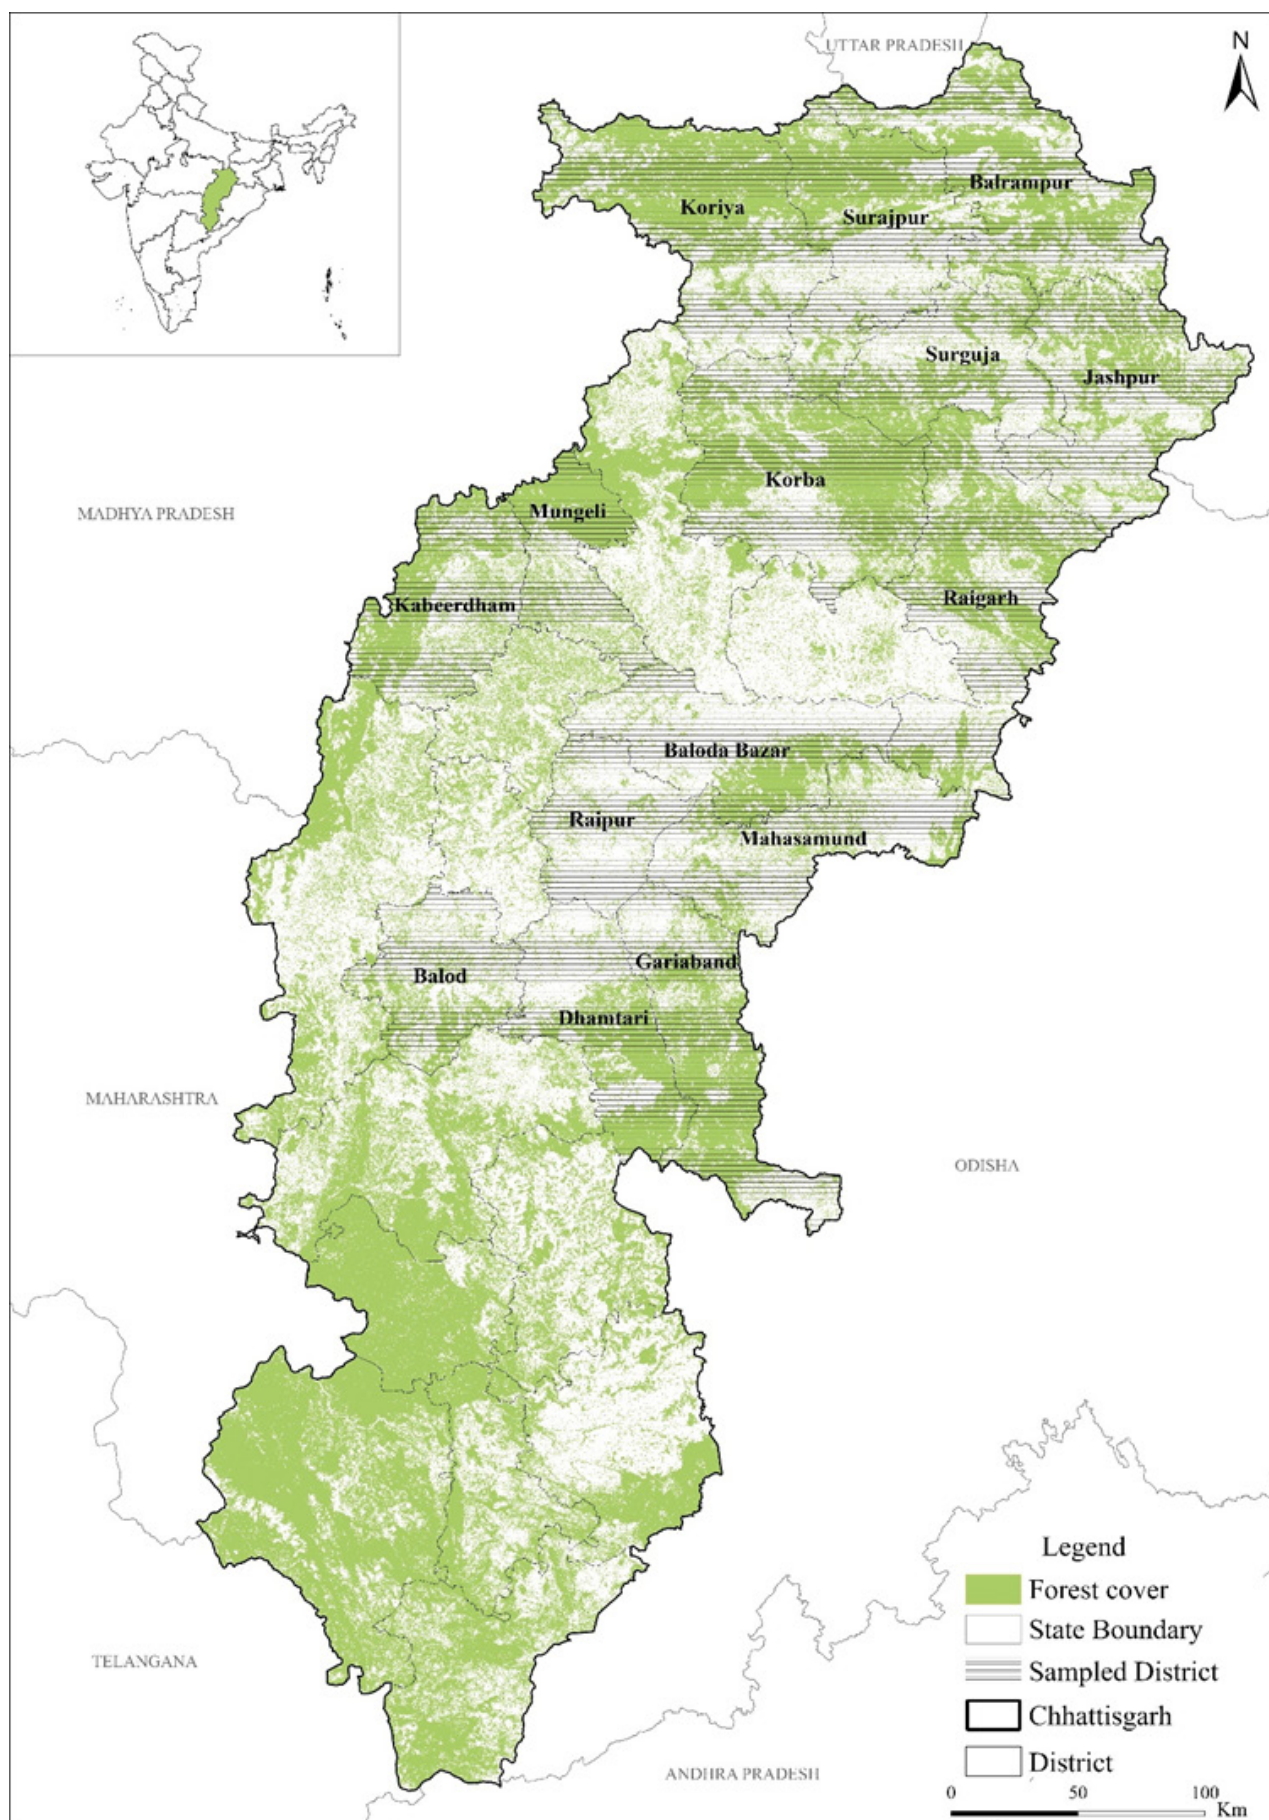 UTTAR PRADESH
N
Balrampur
Koriya
Surajpur
Surguja
Jashpur
Korba
MADHYA PRADESH
Mungeli
Kabeerdham
Raigarh
Baloda Bazar
Raipur
Mahasamund
Gariaband
Balod
Dhamtari
MAHARASHTRA
ODISHA
Legend
Forest cover
State Boundary
Sampled District
Chhattisgarh
District
TELANGANA
ANDHRA PRADESH
0 50 100
Km